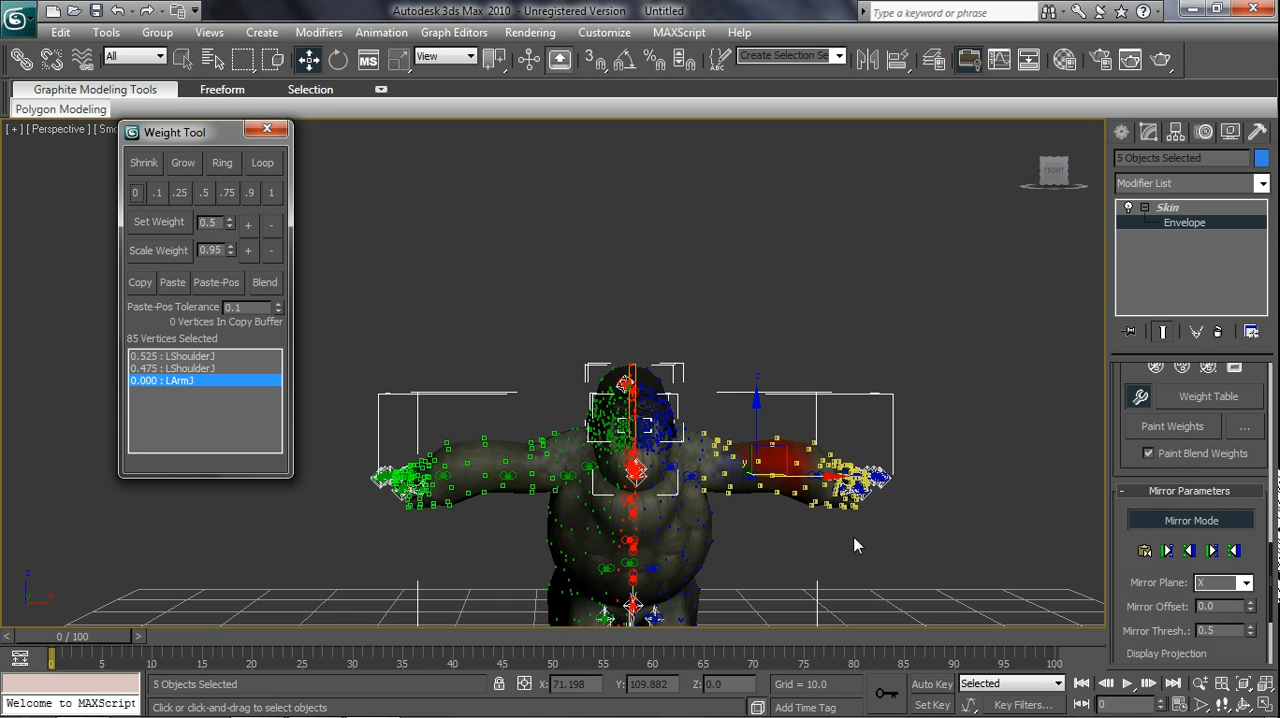 Autodesk 3ds Max 2010 - Unregistered Version Untitled
Type a keyword or phrase
Edit Tools Group Views Create Modifiers Animation Graph Editors Rendering Customize MAXScript Help
All View Create Selection Se
MS ABC
Graphite Modeling Tools Freeform Selection
Polygon Modeling
[ + ] [ Perspective ] [ Smo
Weight Tool
Shrink Grow Ring Loop
0 .1 .25 .5 .75 .9 1
Set Weight 0.5 + -
Scale Weight 0.95 + -
Copy Paste Paste-Pos Blend
Paste-Pos Tolerance 0.1
0 Vertices In Copy Buffer
85 Vertices Selected
0.525 : LShoulderJ
0.475 : LShoulderJ
0.000 : LArmJ
FRONT
z
y
z
x
5 Objects Selected
Modifier List
Skin
Envelope
Weight Table
Paint Weights ...
Paint Blend Weights
- Mirror Parameters
Mirror Mode
Mirror Plane: X
Mirror Offset: 0.0
Mirror Thresh.: 0.5
Display Projection
< 0 / 100 >
0 5 10 15 20 25 30 35 40 45 50 55 60 65 70 75 80 85 90 95 100
5 Objects Selected X: 71.198 Y: 109.882 Z: 0.0 Grid = 10.0 Auto Key Selected
Welcome to MAXScript Click or click-and-drag to select objects Add Time Tag Set Key Key Filters... 0